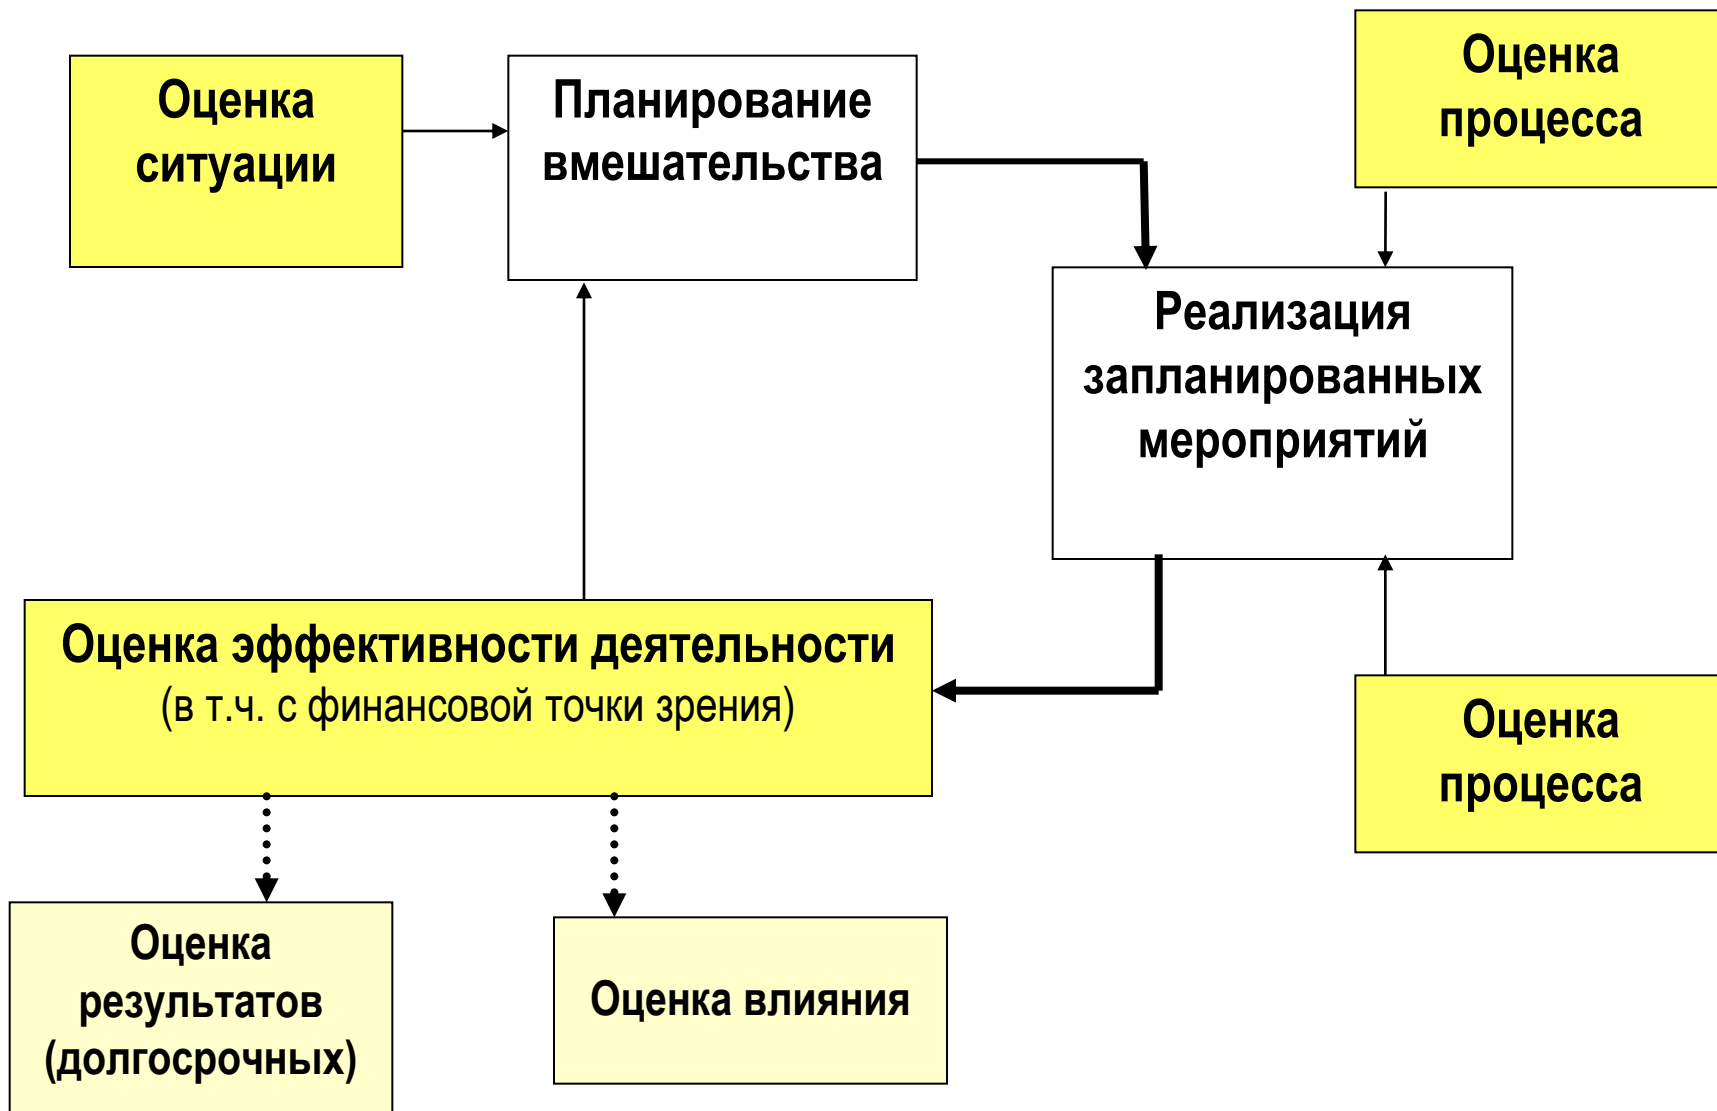 Оценка
ситуации
Планирование
вмешательства
Оценка
процесса
Реализация
запланированных
мероприятий
Оценка эффективности деятельности
(в т.ч. с финансовой точки зрения)
Оценка
процесса
Оценка
результатов
(долгосрочных)
Оценка влияния